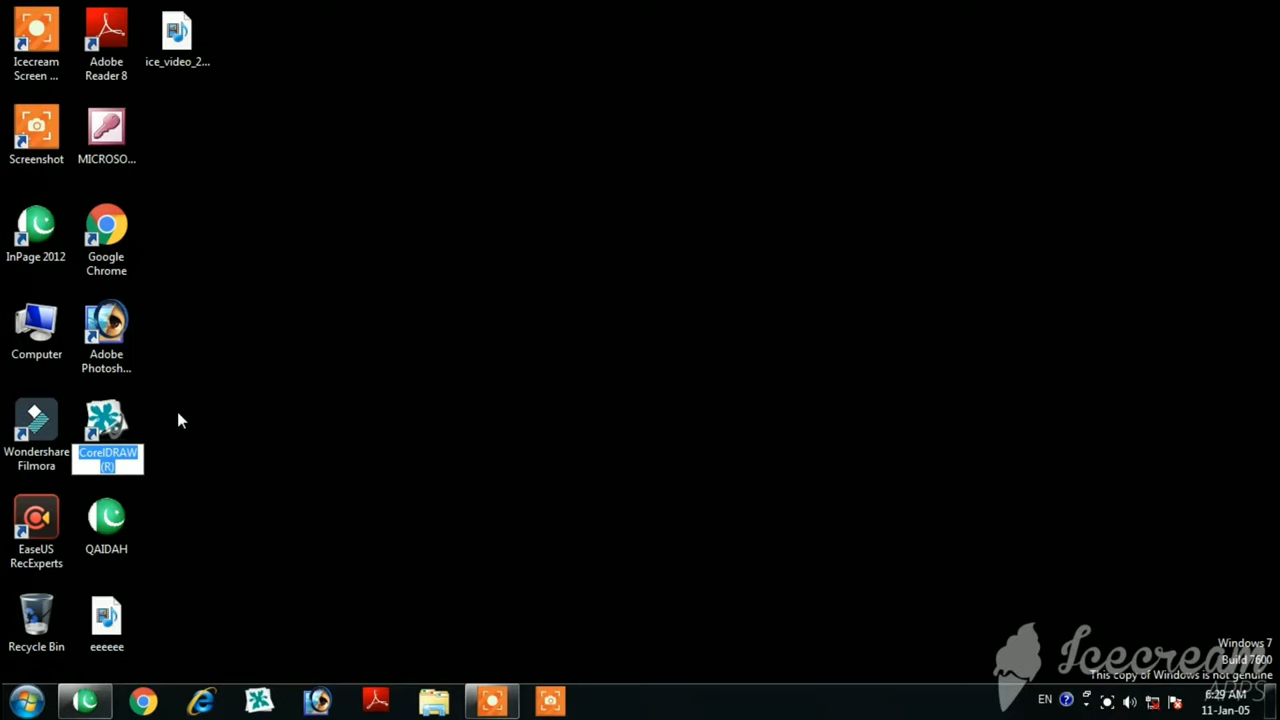 Icecream
Screen ...
Adobe
Reader 8
ice_video_2...
Screenshot
MICROSO...
InPage 2012
Google
Chrome
Computer
Adobe
Photosh...
Wondershare
Filmora
CorelDRAW
(R)
EaseUS
RecExperts
QAIDAH
Recycle Bin
eeeeee
Icecream
APPS
Windows 7
Build 7600
This copy of Windows is not genuine
EN
6:29 AM
11-Jan-05